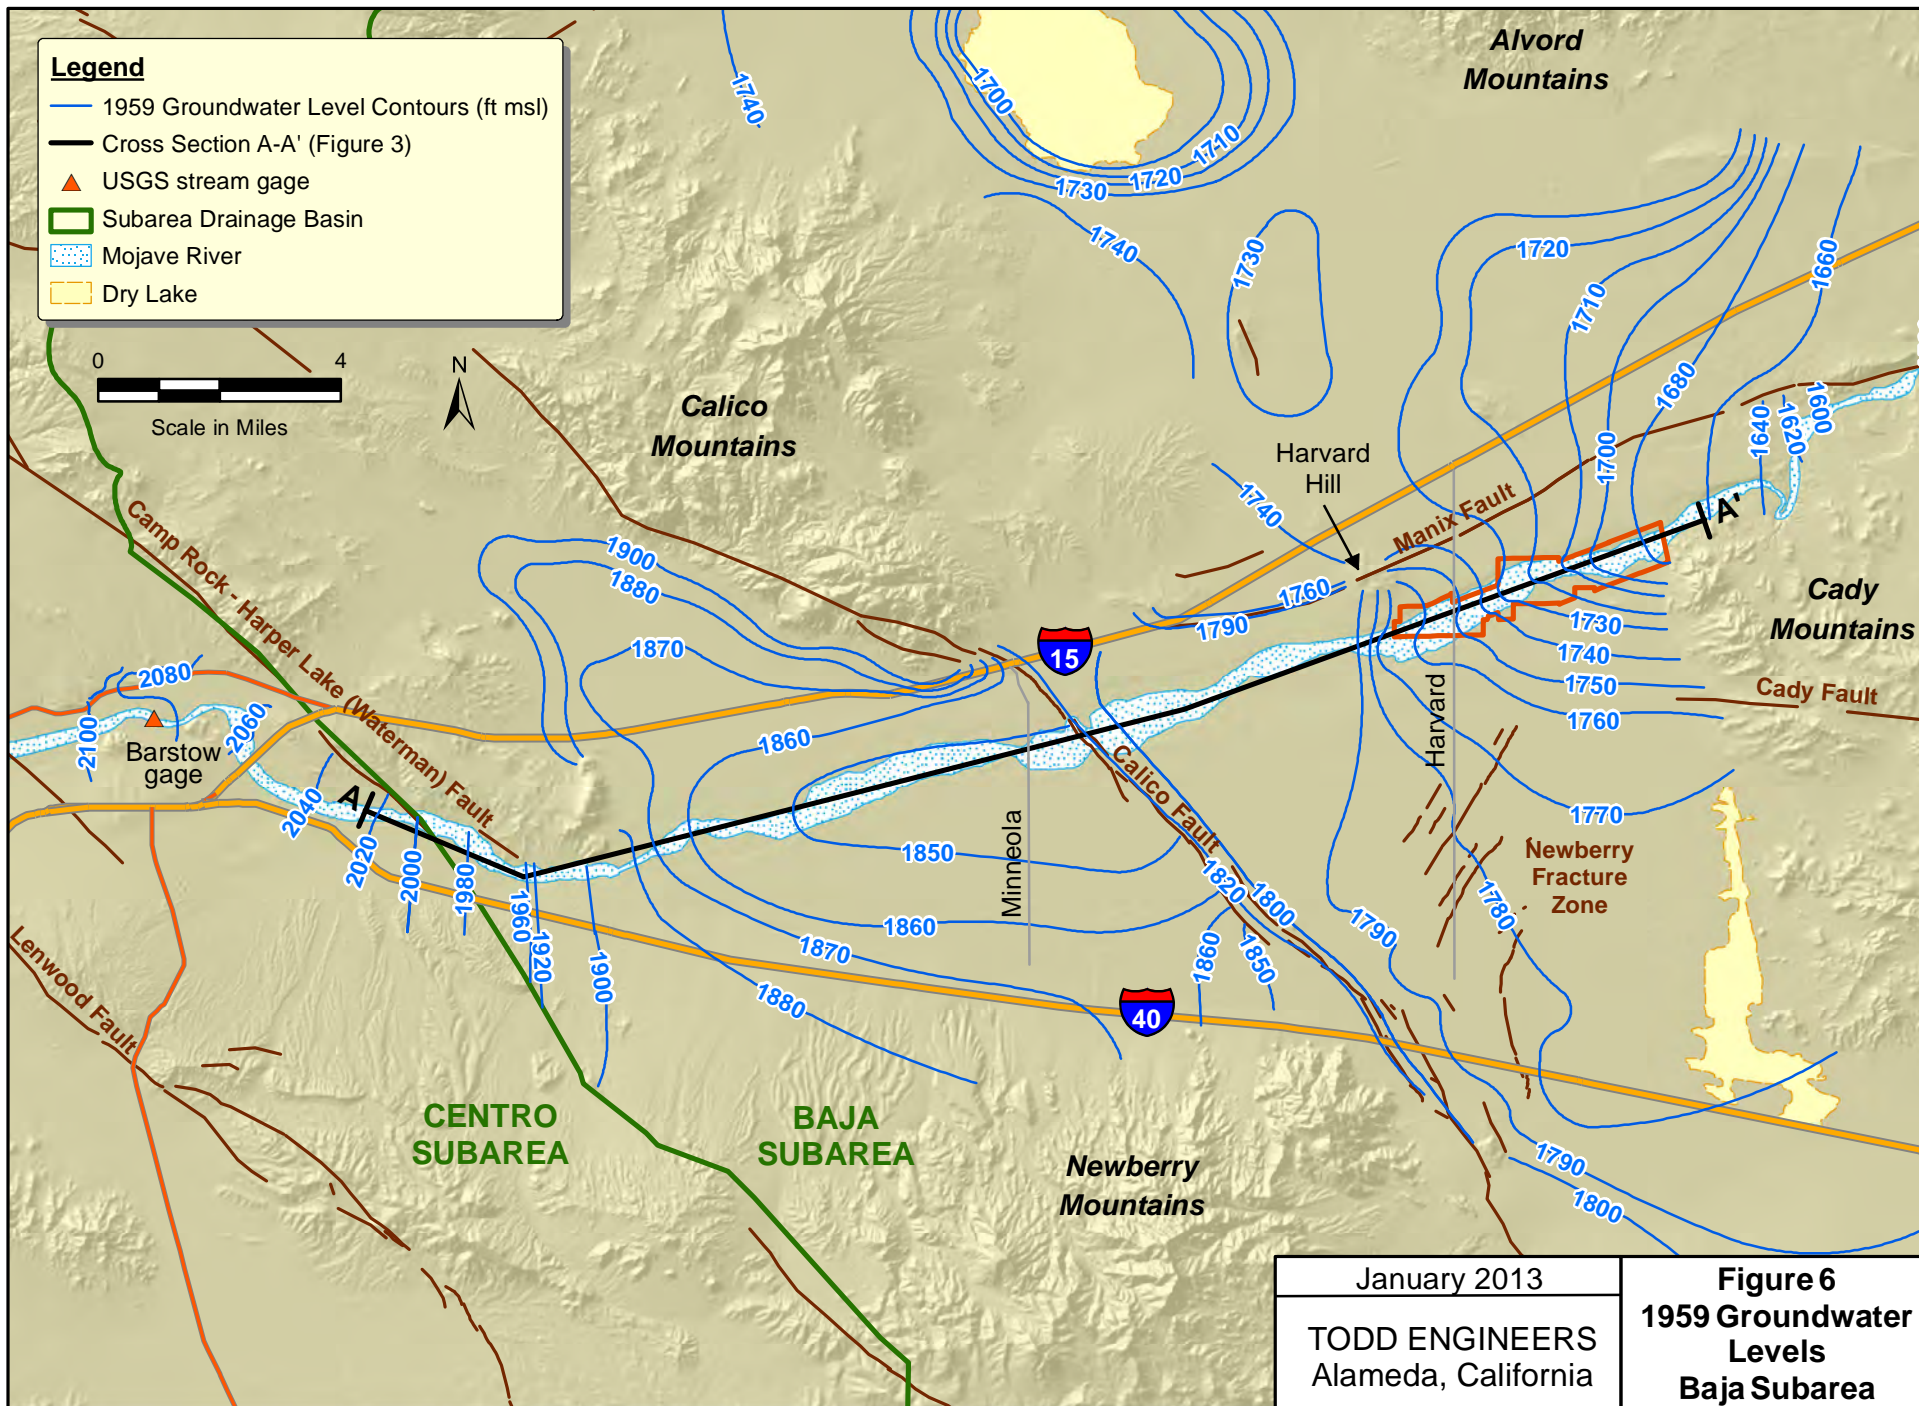 Legend
1959 Groundwater Level Contours (ft msl)
Cross Section A-A' (Figure 3)
USGS stream gage
Subarea Drainage Basin
Mojave River
Dry Lake
0 4
Scale in Miles
N
Alvord
Mountains
Calico
Mountains
Cady
Mountains
Newberry
Mountains
Harvard
Hill
Manix Fault
Cady Fault
Calico Fault
Camp Rock - Harper Lake (Waterman) Fault
Lenwood Fault
Newberry
Fracture
Zone
Barstow
gage
Minneola
Harvard
A
A'
15
40
CENTRO
SUBAREA
BAJA
SUBAREA
1740
1700
1710
1720
1730
1740
1730
1720
1710
1660
1680
1700
1640
1620
1600
1740
1760
1790
1730
1740
1750
1760
1770
1780
1790
1790
1800
1800
1820
1850
1860
1900
1880
1870
1860
1850
1860
1870
1880
1900
1920
1960
1980
2000
2020
2040
2060
2080
2100
January 2013
TODD ENGINEERS
Alameda, California
Figure 6
1959 Groundwater
Levels
Baja Subarea